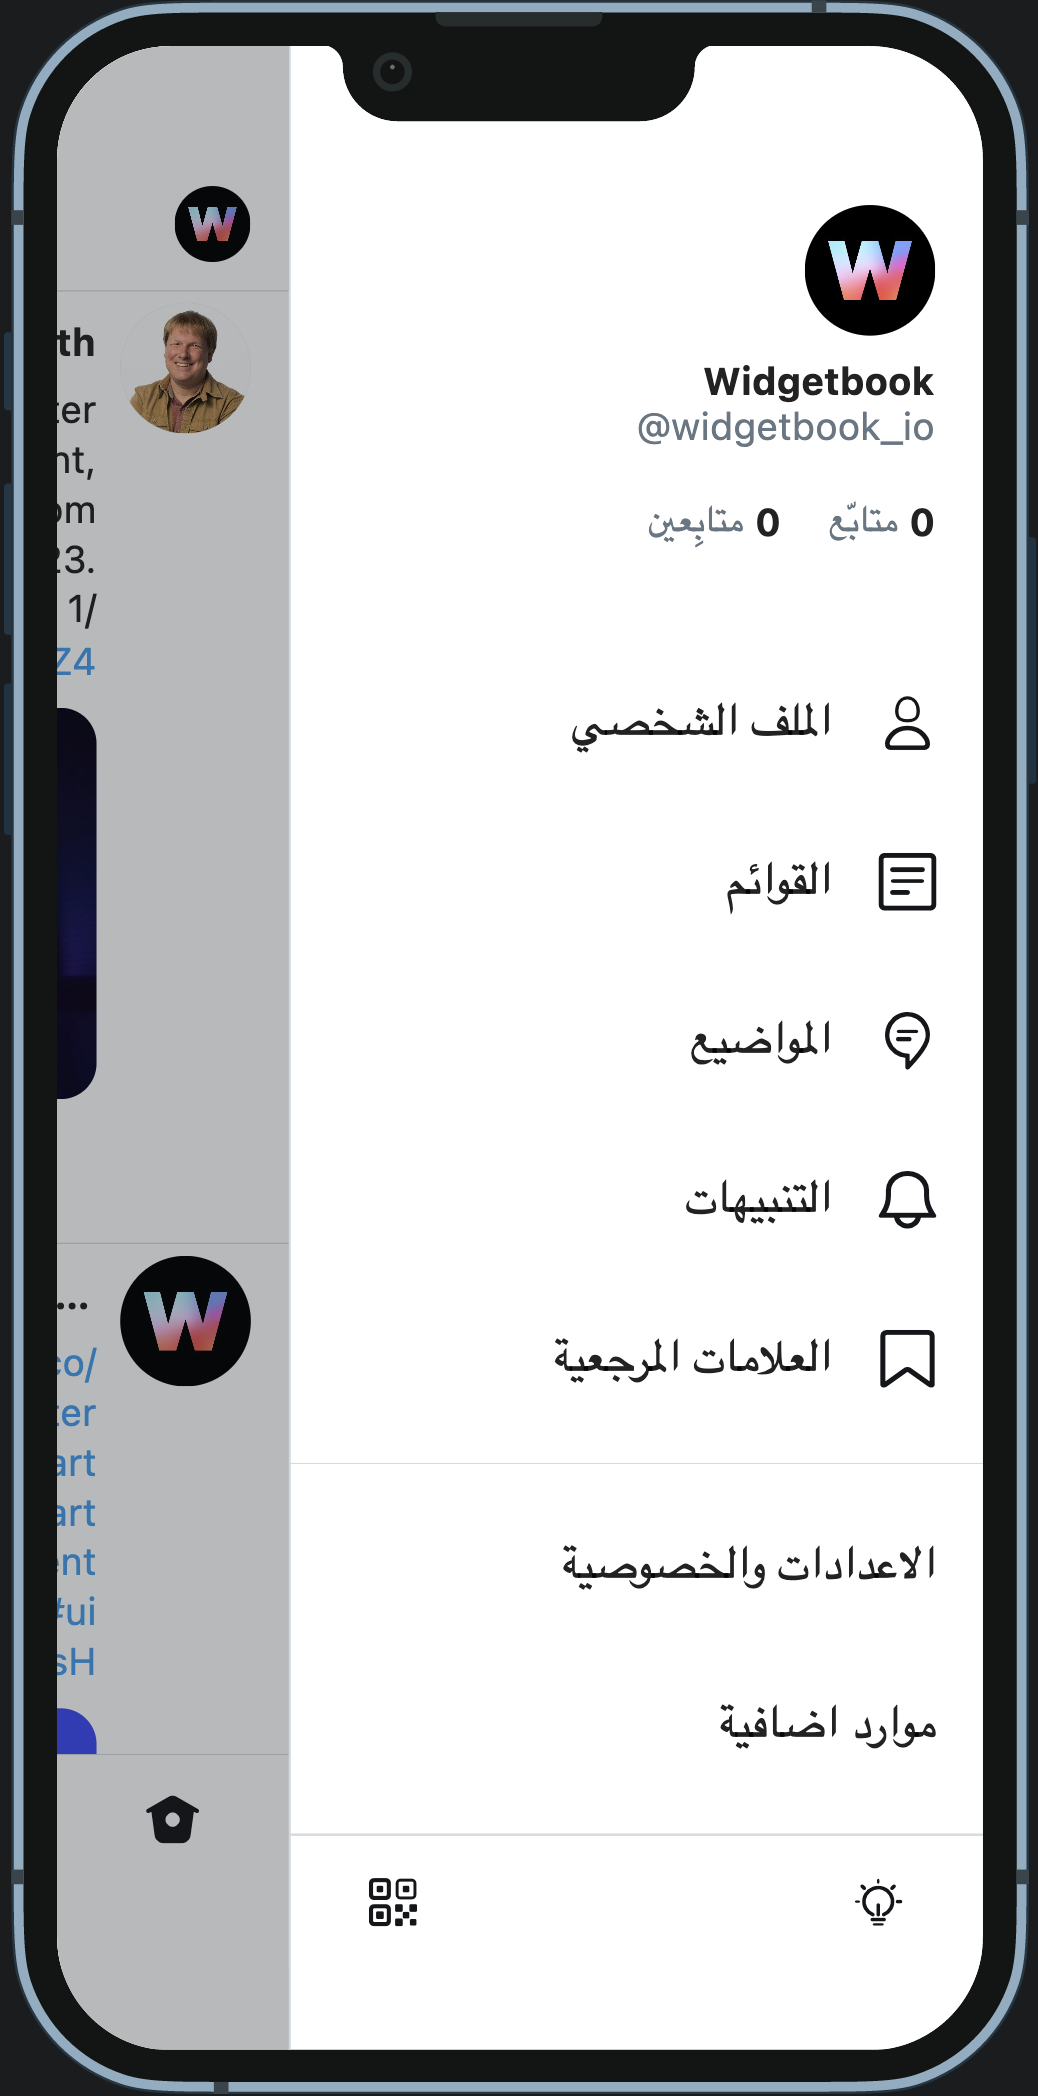 Widgetbook
@widgetbook_io
0 متابّع 0 متابِعين
الملف الشخصي
القوائم
المواضيع
التنبيهات
العلامات المرجعية
الاعدادات والخصوصية
موارد اضافية
W
W
th
ter
nt,
om
23.
1/
Z4
W
...
co/
ter
art
art
ent
#ui
sH